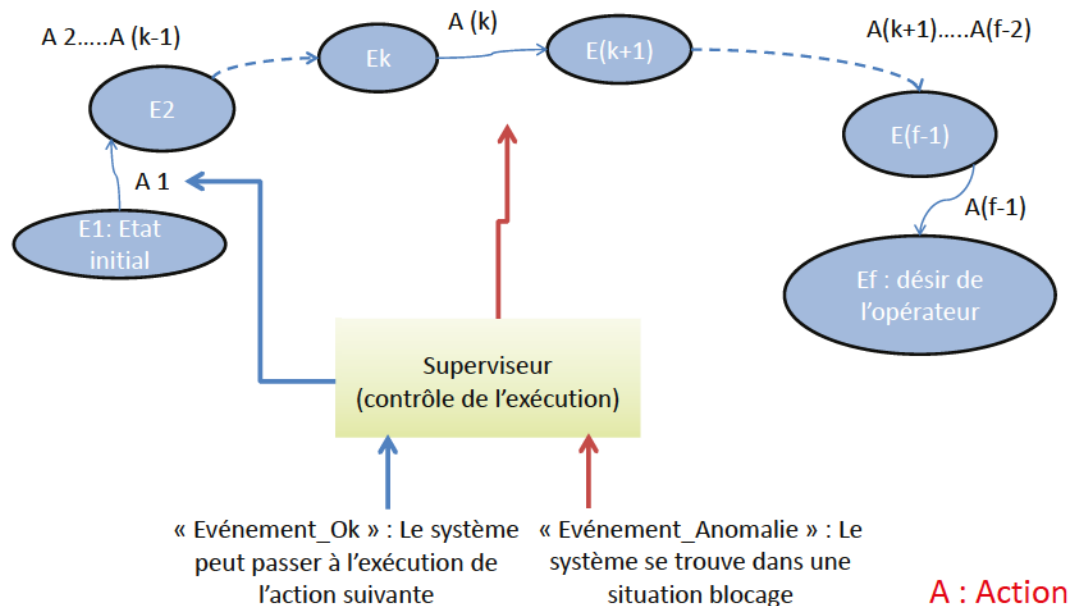 A 2.....A (k-1)
A (k)
A(k+1).....A(f-2)
Ek
E(k+1)
E2
E(f-1)
A 1
A(f-1)
E1: Etat
initial
Ef : désir de
l’opérateur
Superviseur
(contrôle de l’exécution)
« Evénement_Ok » : Le système
peut passer à l’exécution de
l’action suivante
« Evénement_Anomalie » : Le
système se trouve dans une
situation blocage
A : Action